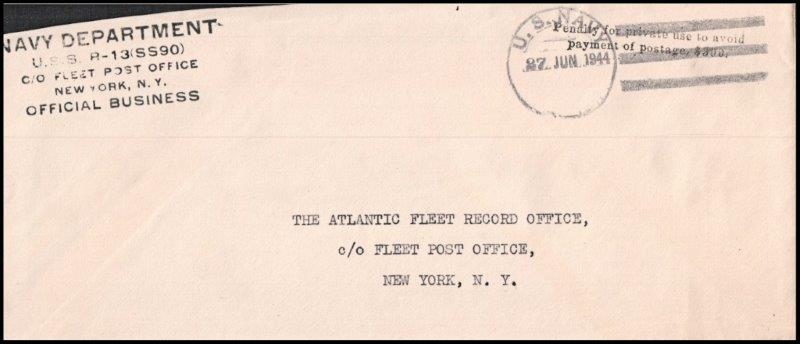 NAVY DEPARTMENT
U.S.S. R-13(SS90)
C/O FLEET POST OFFICE
NEW YORK, N. Y.
OFFICIAL BUSINESS
U. S. NAVY
27 JUN 1944
Penalty for private use to avoid
payment of postage, $300.
THE ATLANTIC FLEET RECORD OFFICE,
c/o FLEET POST OFFICE,
NEW YORK, N. Y.